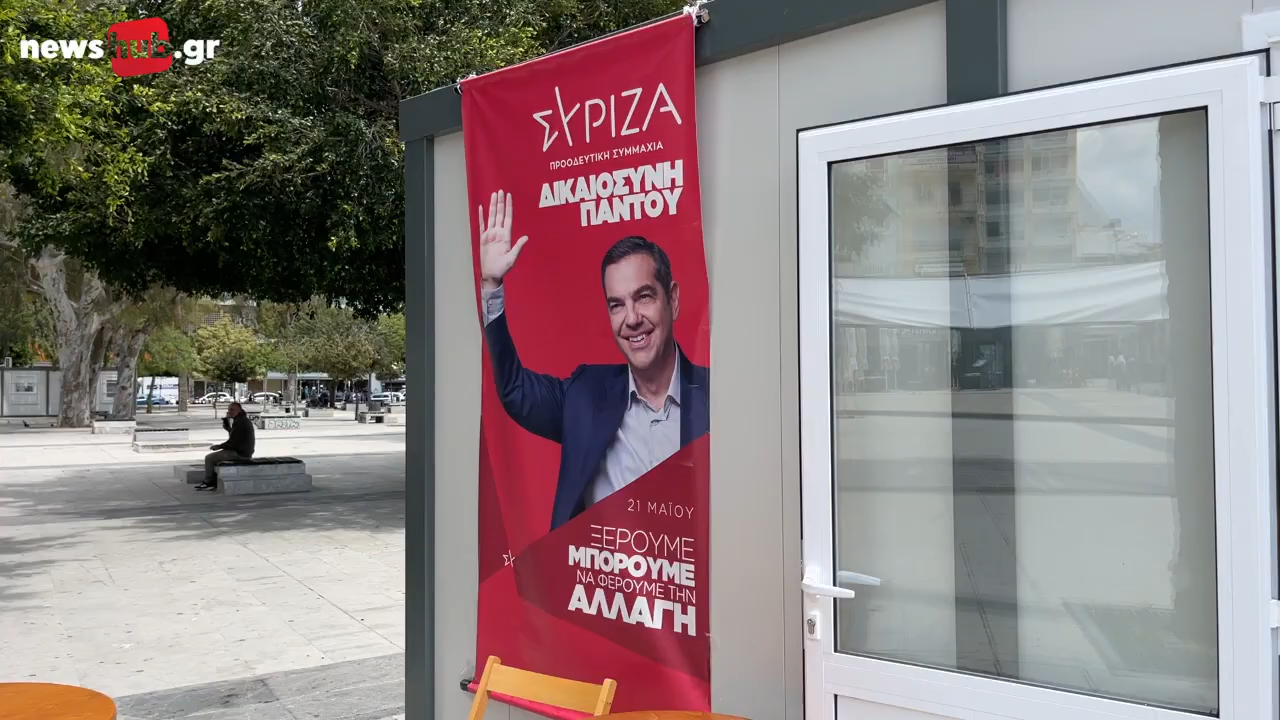 newshub.gr
ΣΥΡΙΖΑ
ΠΡΟΟΔΕΥΤΙΚΗ ΣΥΜΜΑΧΙΑ
ΔΙΚΑΙΟΣΥΝΗ
ΠΑΝΤΟΥ
21 ΜΑΪΟΥ
ΞΕΡΟΥΜΕ
ΜΠΟΡΟΥΜΕ
ΝΑ ΦΕΡΟΥΜΕ ΤΗΝ
ΑΛΛΑΓΗ